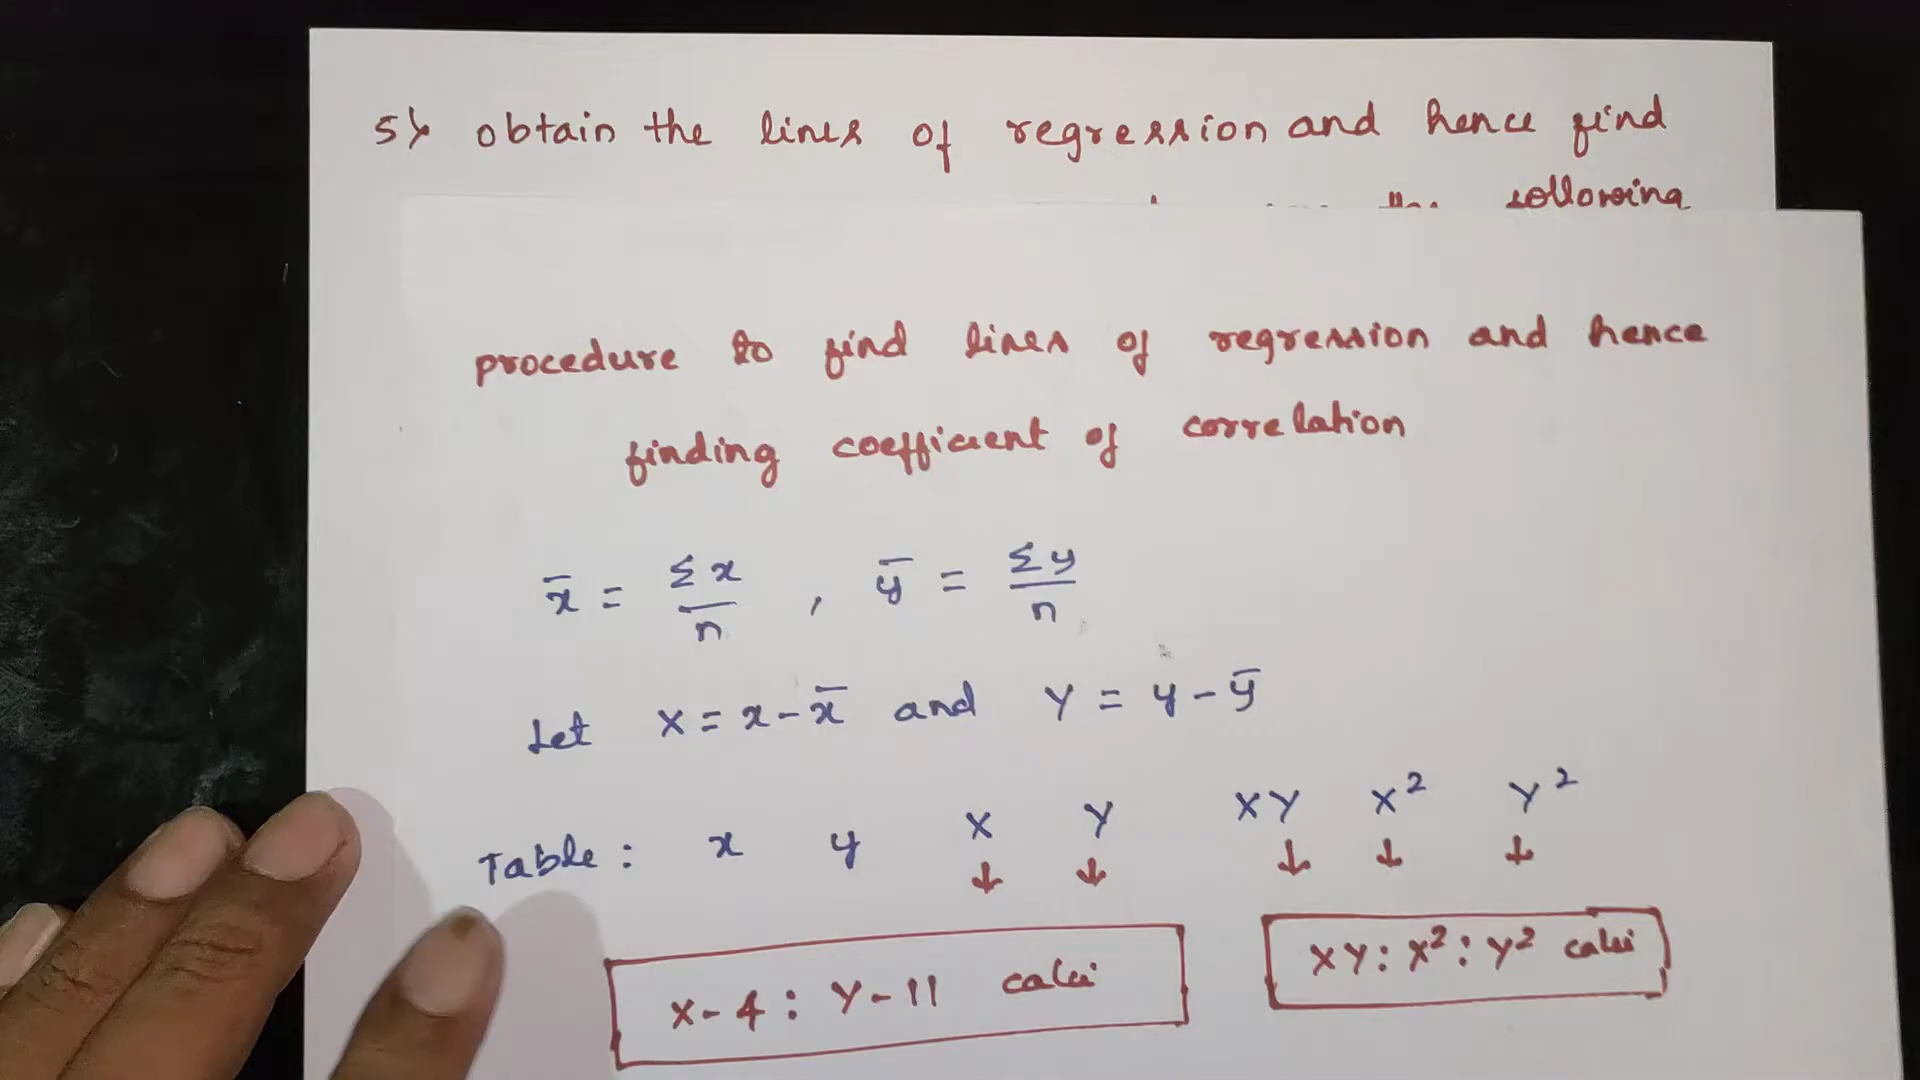 5) obtain the lines of regression and hence find
following
procedure to find lines of regression and hence
finding coefficient of correlation
x̄ = Σx/n , ȳ = Σy/n
Let X = x - x̄ and Y = y - ȳ
Table : x y X Y XY X² Y²
↓ ↓ ↓ ↓ ↓
X-4 : Y-11 calci
XY : X² : Y² calci